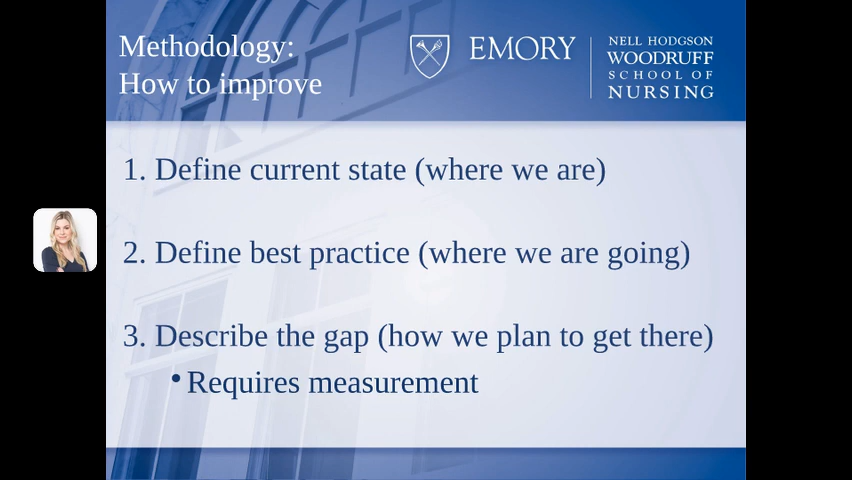 Methodology:
How to improve
EMORY
NELL HODGSON
WOODRUFF
SCHOOL OF
NURSING
1. Define current state (where we are)
2. Define best practice (where we are going)
3. Describe the gap (how we plan to get there)
• Requires measurement